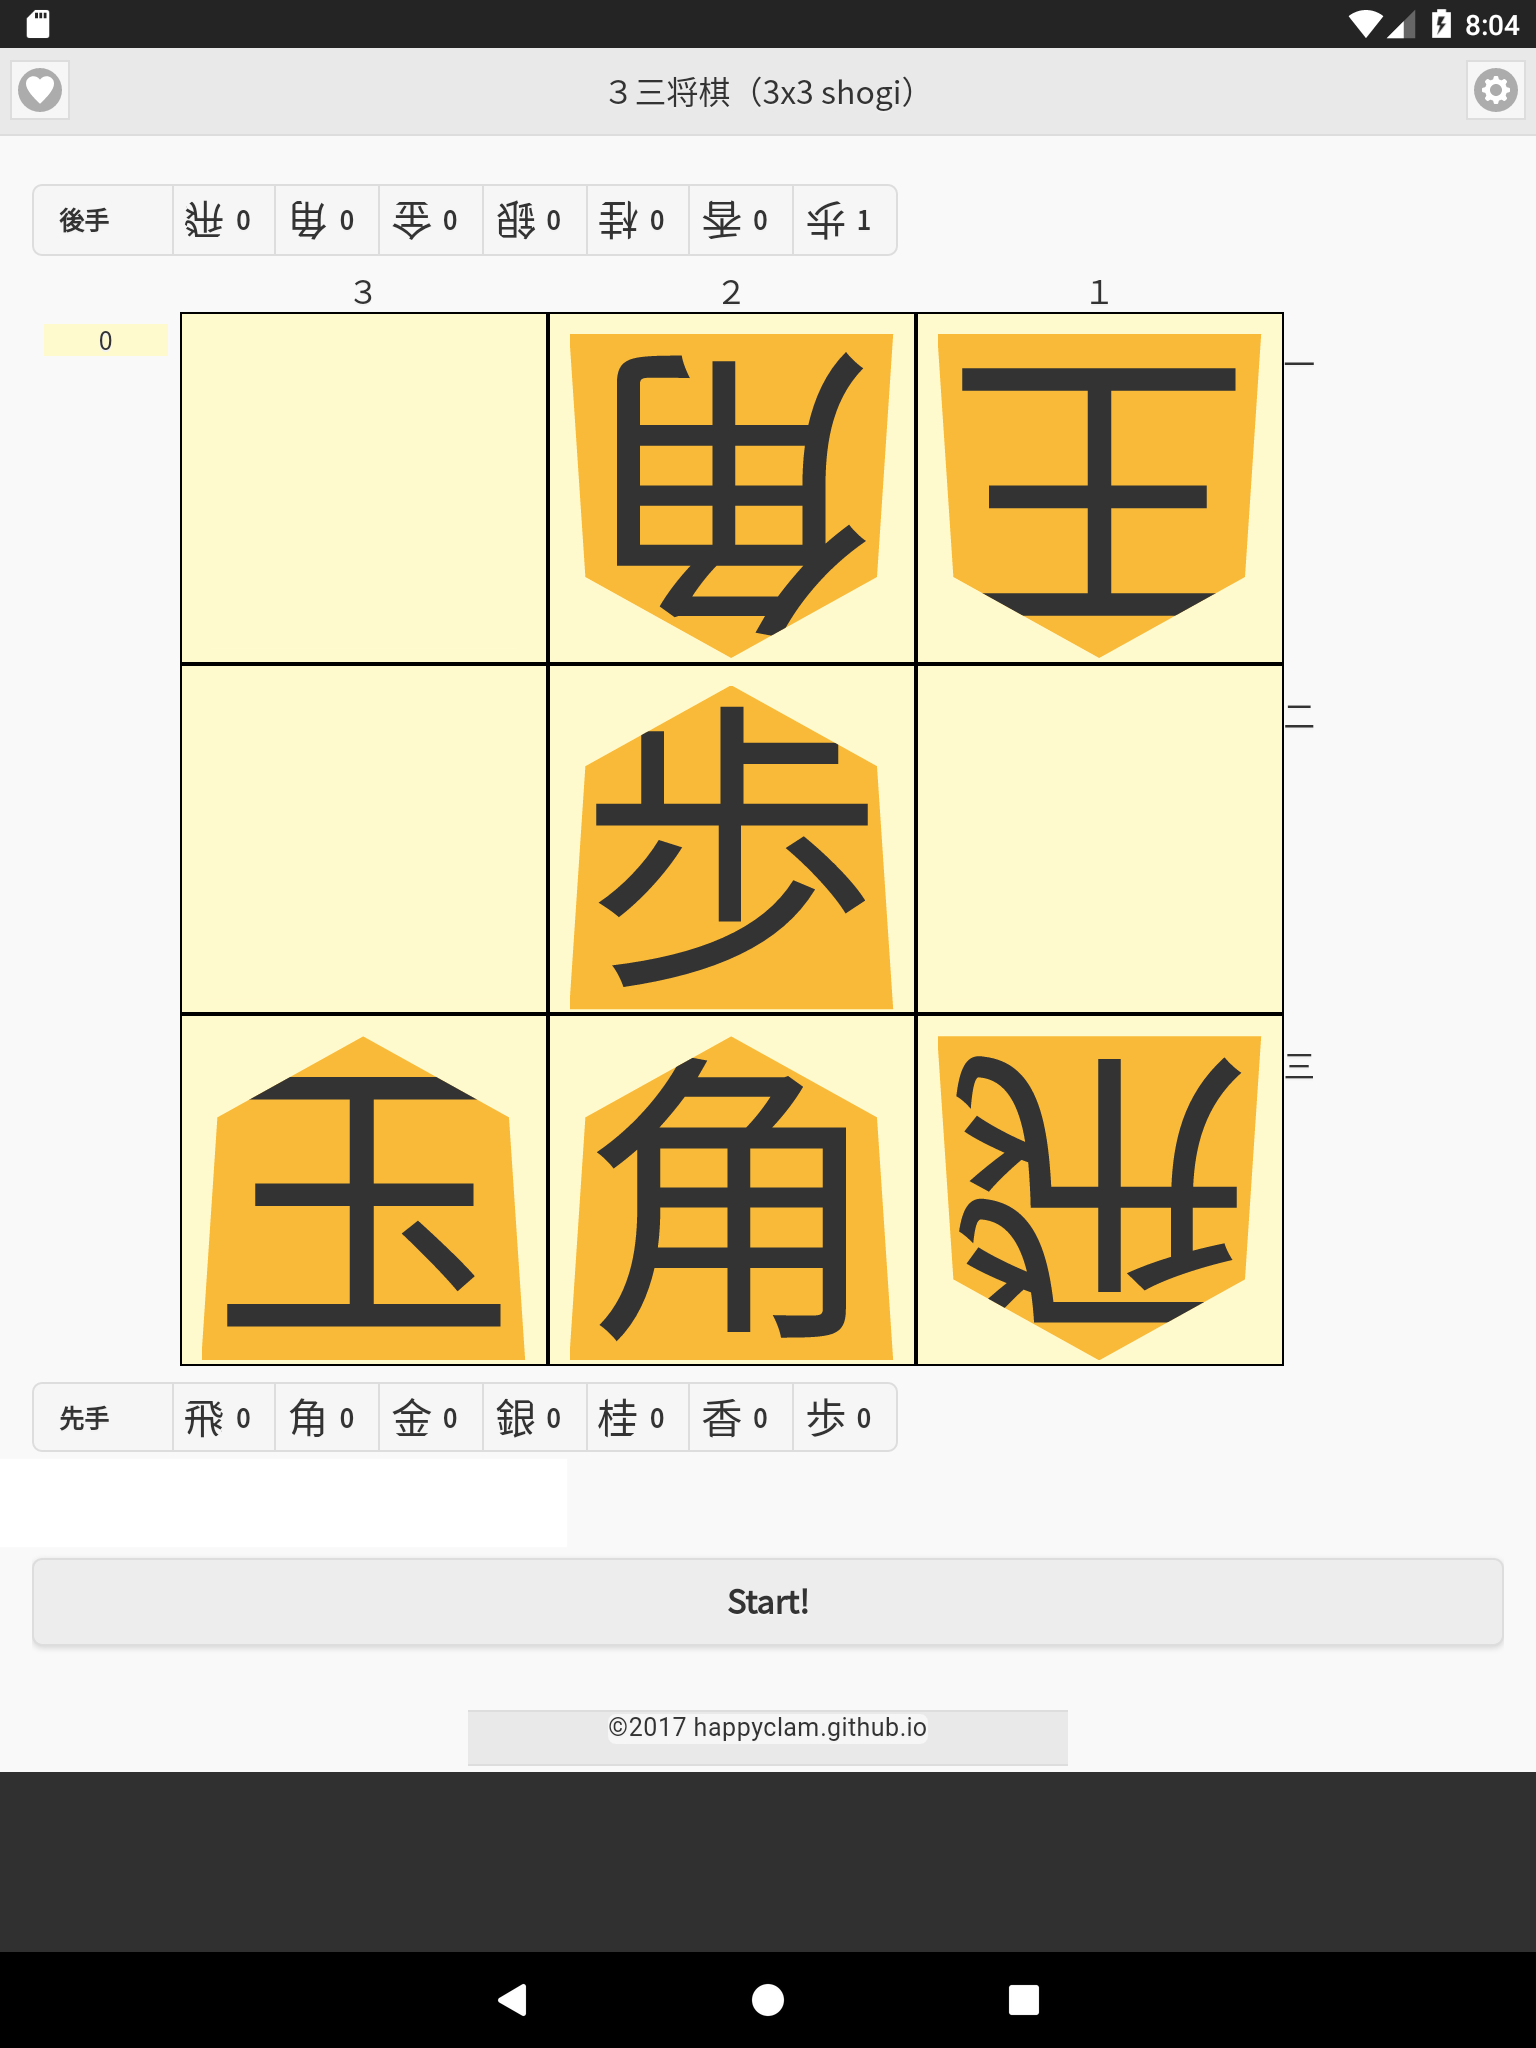 8:04
３三将棋（3x3 shogi）
後手 飛 0 角 0 金 0 銀 0 桂 0 香 0 歩 1
３ ２ １
0
角 王 一
歩 二
玉 角 飛 三
先手 飛 0 角 0 金 0 銀 0 桂 0 香 0 歩 0
Start!
©2017 happyclam.github.io